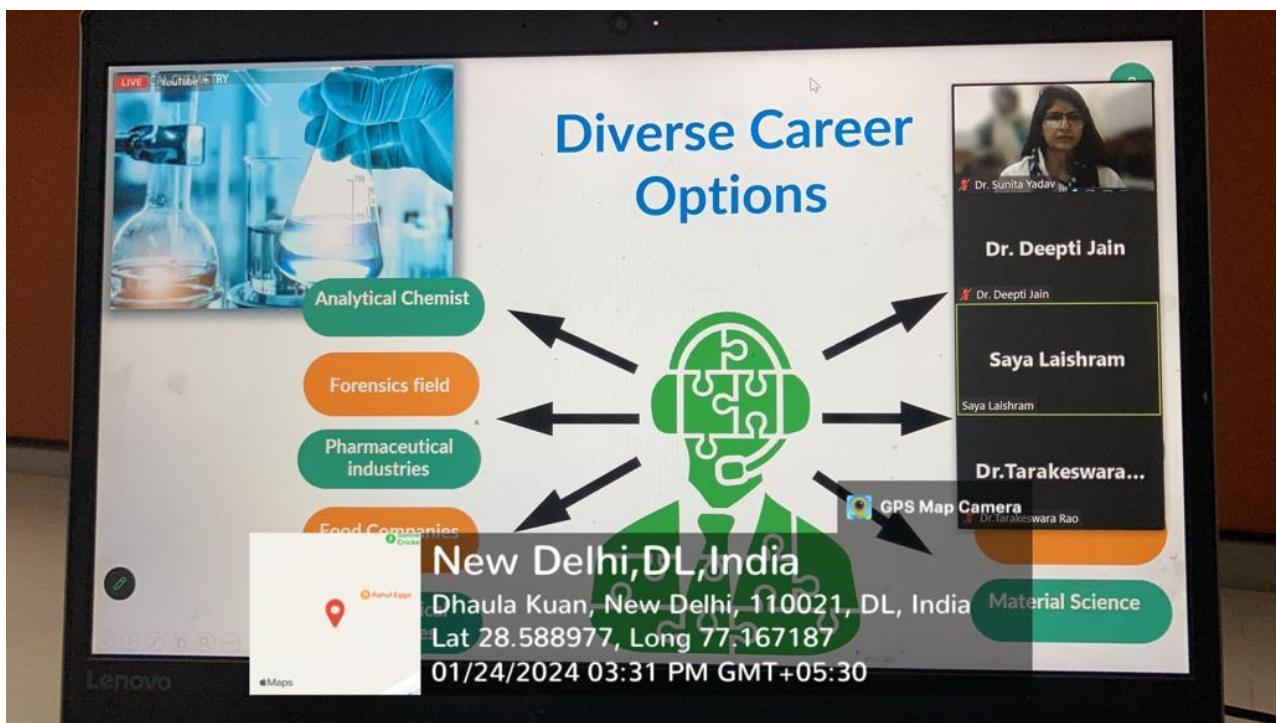 LIVE
YouTube
Diverse Career
Options
Analytical Chemist
Forensics field
Pharmaceutical
industries
Food Companies
Dr. Sunita Yadav
Dr. Deepti Jain
Dr. Deepti Jain
Saya Laishram
Saya Laishram
Dr.Tarakeswara...
Dr.Tarakeswara Rao
Material Science
GPS Map Camera
Rahul Eggs
Maps
New Delhi,DL,India
Dhaula Kuan, New Delhi, 110021, DL, India
Lat 28.588977, Long 77.167187
01/24/2024 03:31 PM GMT+05:30
Lenovo